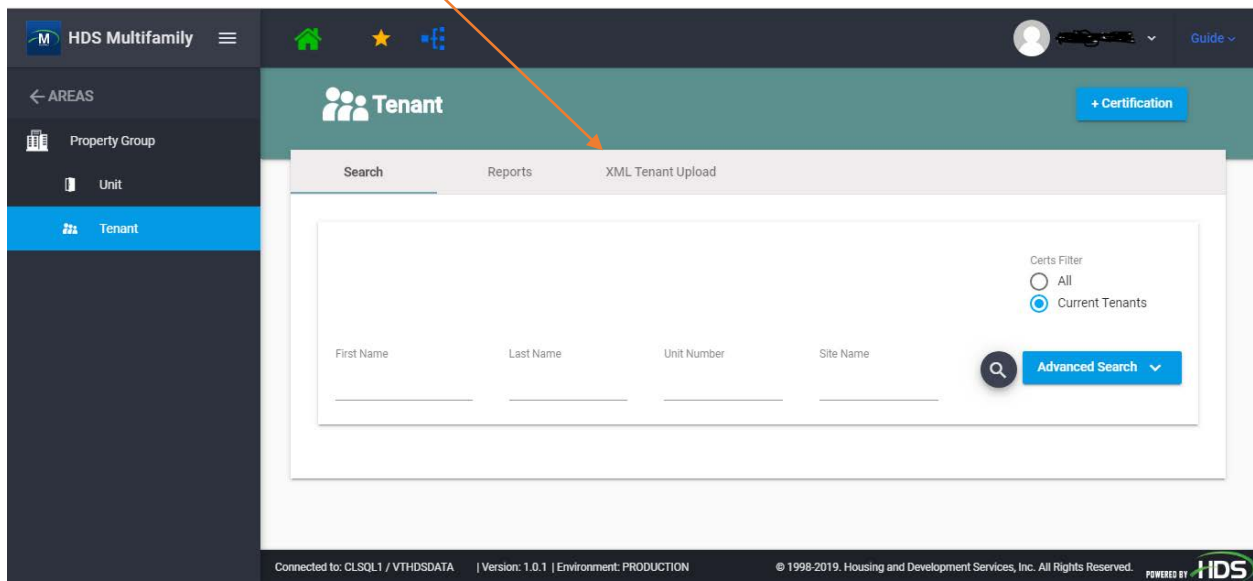 M HDS Multifamily
Guide
AREAS
Tenant
+ Certification
Property Group
Search Reports XML Tenant Upload
Unit
Tenant
Certs Filter
All
Current Tenants
First Name Last Name Unit Number Site Name
Advanced Search
Connected to: CLSQL1 / VTHDSDATA | Version: 1.0.1 | Environment: PRODUCTION © 1998-2019. Housing and Development Services, Inc. All Rights Reserved. POWERED BY HDS